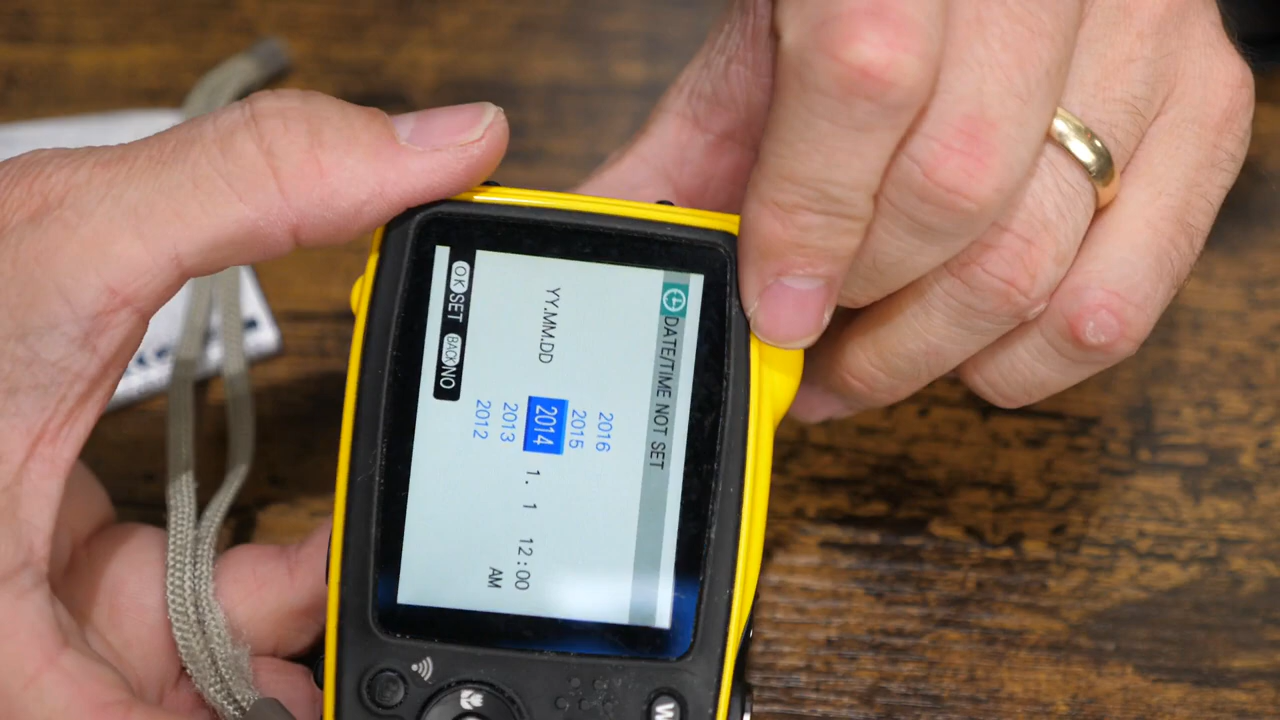 DATE/TIME NOT SET
2016
2015
YY.MM.DD 2014 1. 1 12:00
AM
2013
2012
OK SET BACK NO
W